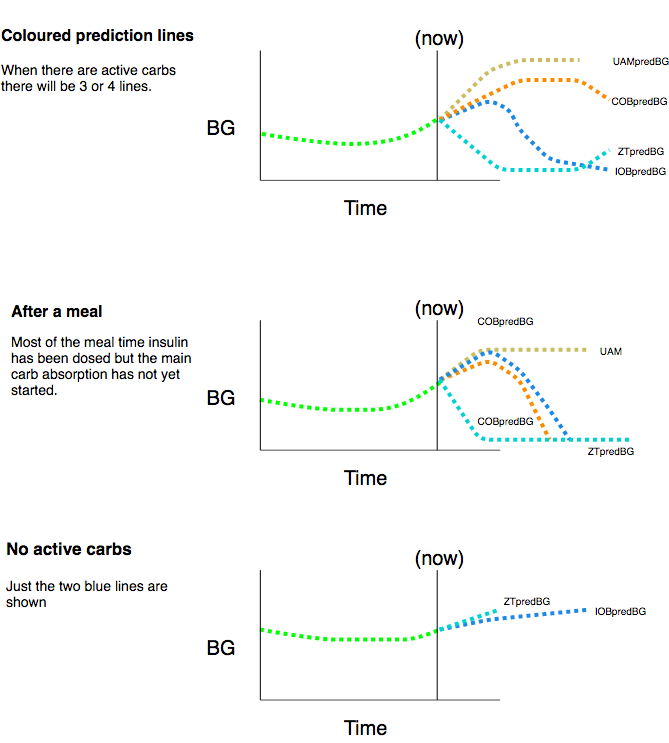 Coloured prediction lines
When there are active carbs
there will be 3 or 4 lines.
(now)
BG
UAMpredBG
COBpredBG
ZTpredBG
IOBpredBG
Time
After a meal
Most of the meal time insulin
has been dosed but the main
carb absorption has not yet
started.
(now)
COBpredBG
UAM
BG
COBpredBG
ZTpredBG
Time
No active carbs
Just the two blue lines are
shown
(now)
ZTpredBG
IOBpredBG
BG
Time